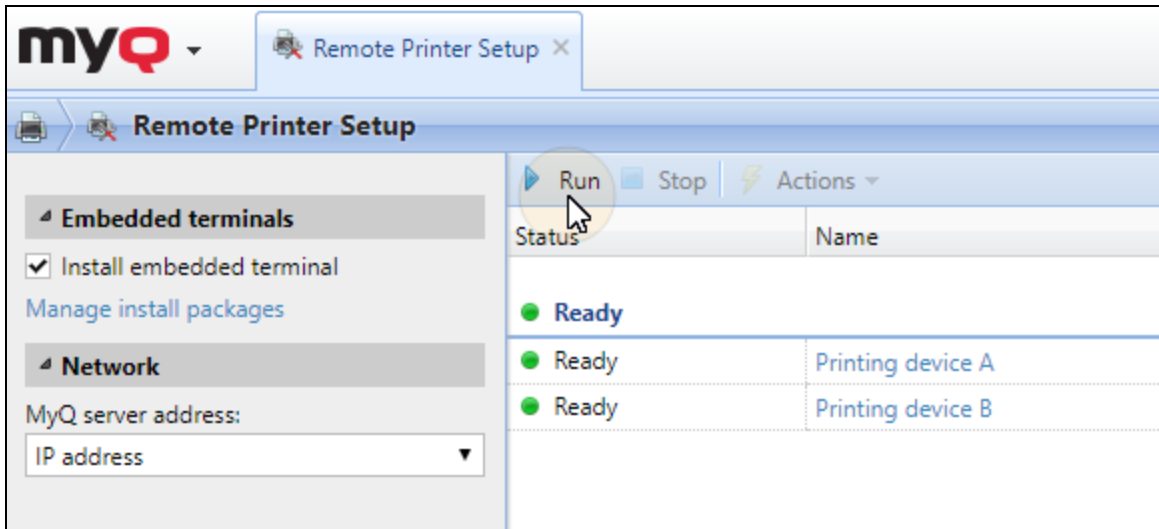 myQ
Remote Printer Setup
Remote Printer Setup
Run Stop Actions
Embedded terminals
Status Name
Install embedded terminal
Manage install packages
Ready
Network
Ready Printing device A
MyQ server address:
Ready Printing device B
IP address